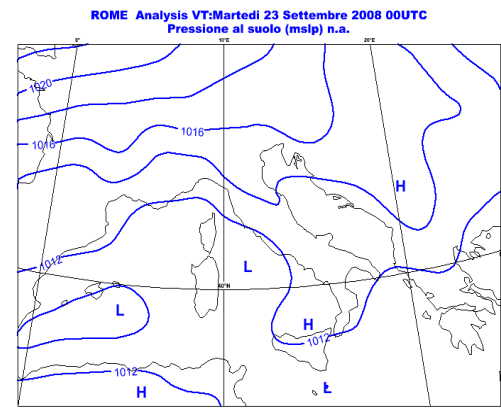 ROME Analysis VT:Martedi 23 Settembre 2008 00UTC
Pressione al suolo (mslp) n.a.
0°
10°E
20°E
1020
1016
1016
H
1012
L
40°N
L
H
1012
1012
H
L